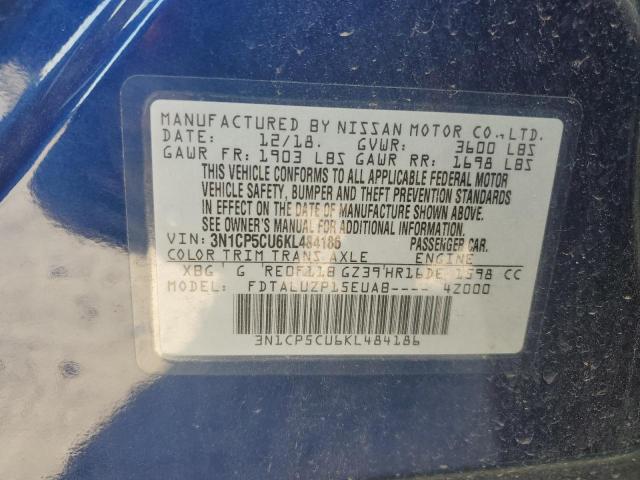 MANUFACTURED BY NISSAN MOTOR CO.,LTD.
DATE: 12/18. GVWR: 3600 LBS
GAWR FR: 1903 LBS GAWR RR: 1698 LBS
THIS VEHICLE CONFORMS TO ALL APPLICABLE FEDERAL MOTOR
VEHICLE SAFETY, BUMPER AND THEFT PREVENTION STANDARDS
IN EFFECT ON THE DATE OF MANUFACTURE SHOWN ABOVE.
SEE OWNER'S MANUAL FOR ADDITIONAL INFORMATION.
VIN: 3N1CP5CU6KL484186 PASSENGER CAR.
COLOR TRIM TRANS AXLE ENGINE
XBG G RE0F11B GZ39 HR16DE 1598 CC
MODEL: FDTALUZP15EUAB---- 4Z000
3N1CP5CU6KL484186